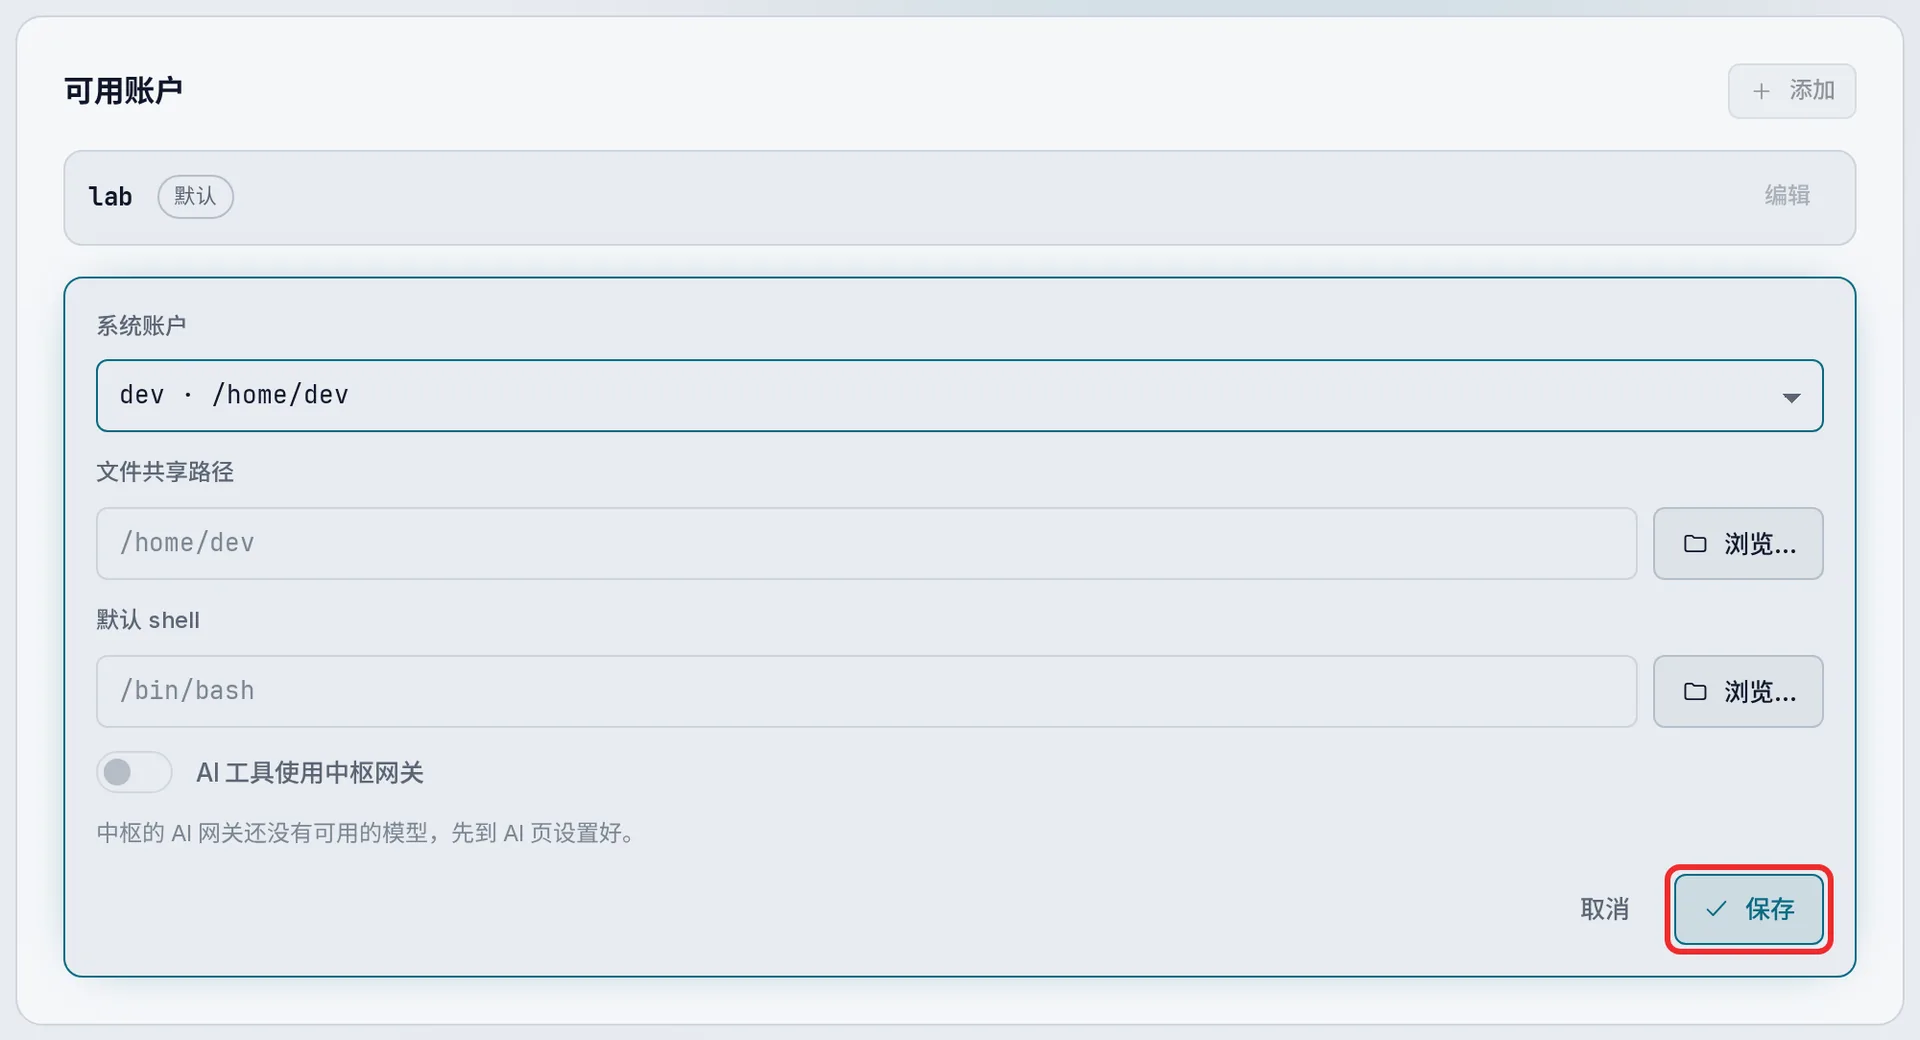 可用账户
+ 添加
lab 默认 编辑
系统账户
dev · /home/dev
文件共享路径
/home/dev 浏览...
默认 shell
/bin/bash 浏览...
AI 工具使用中枢网关
中枢的 AI 网关还没有可用的模型，先到 AI 页设置好。
取消 ✓ 保存